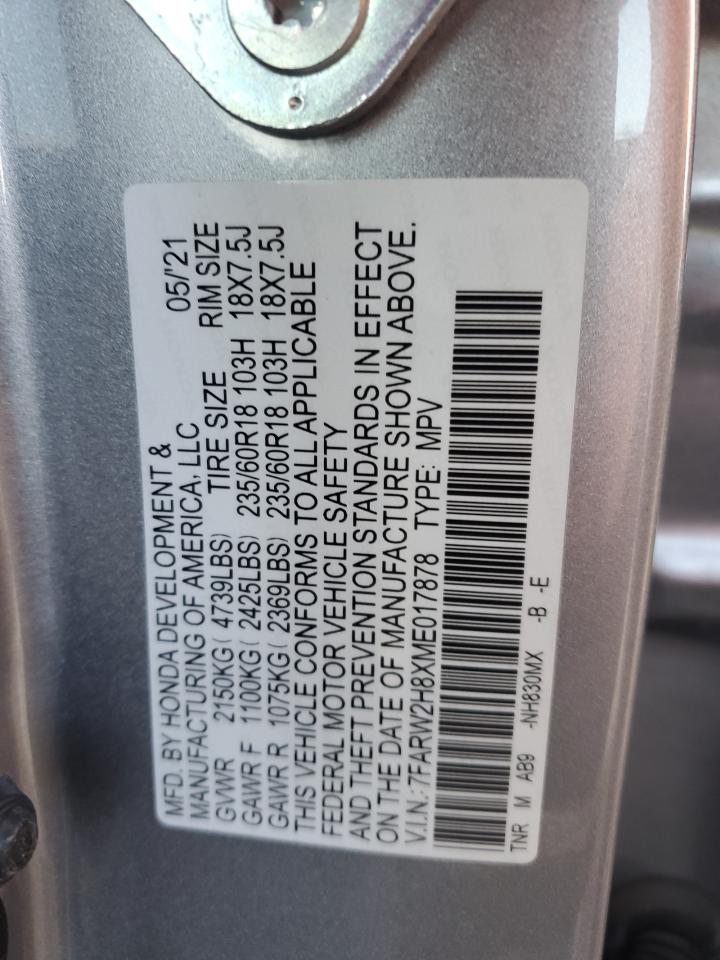 MFD. BY HONDA DEVELOPMENT & 05/'21
MANUFACTURING OF AMERICA, LLC
GVWR 2150KG( 4739LBS) TIRE SIZE RIM SIZE
GAWR F 1100KG( 2425LBS) 235/60R18 103H 18X7.5J
GAWR R 1075KG( 2369LBS) 235/60R18 103H 18X7.5J
THIS VEHICLE CONFORMS TO ALL APPLICABLE
FEDERAL MOTOR VEHICLE SAFETY
AND THEFT PREVENTION STANDARDS IN EFFECT
ON THE DATE OF MANUFACTURE SHOWN ABOVE.
V.I.N.: 7FARW2H8XME017878 TYPE: MPV
TNR M AB9 -NH830MX -B -E